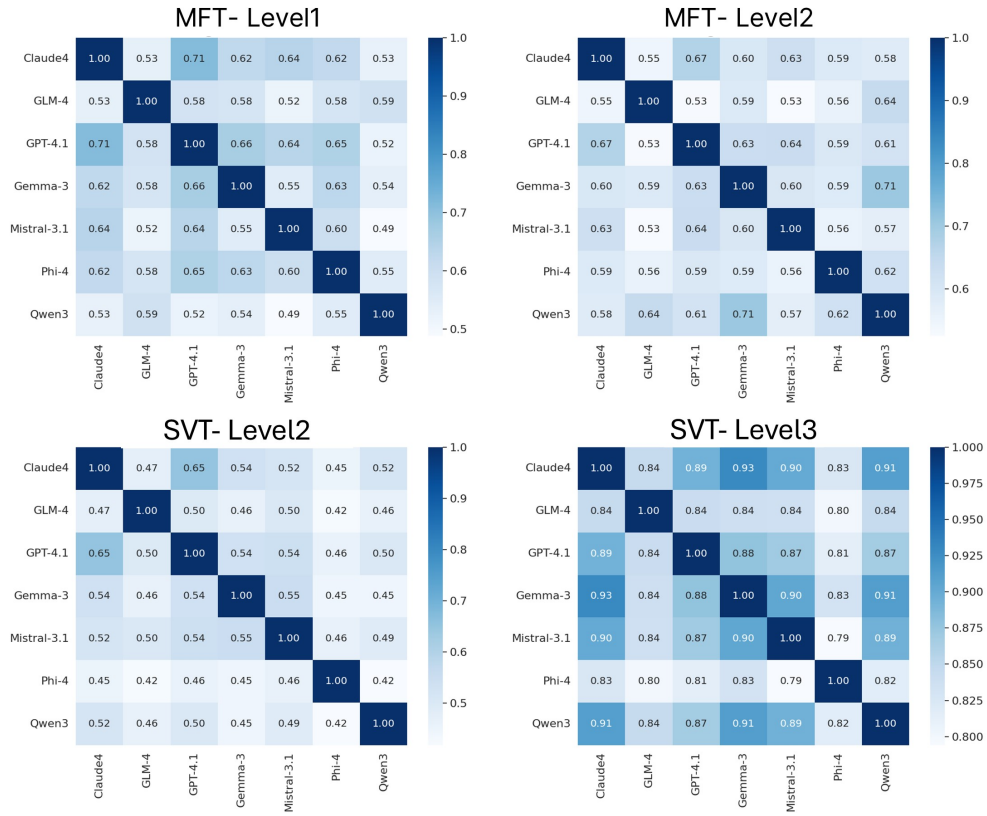 MFT- Level1
Claude4 1.00 0.53 0.71 0.62 0.64 0.62 0.53
GLM-4 0.53 1.00 0.58 0.58 0.52 0.58 0.59
GPT-4.1 0.71 0.58 1.00 0.66 0.64 0.65 0.52
Gemma-3 0.62 0.58 0.66 1.00 0.55 0.63 0.54
Mistral-3.1 0.64 0.52 0.64 0.55 1.00 0.60 0.49
Phi-4 0.62 0.58 0.65 0.63 0.60 1.00 0.55
Qwen3 0.53 0.59 0.52 0.54 0.49 0.55 1.00
Claude4 GLM-4 GPT-4.1 Gemma-3 Mistral-3.1 Phi-4 Qwen3
1.0
0.9
0.8
0.7
0.6
0.5
MFT- Level2
Claude4 1.00 0.55 0.67 0.60 0.63 0.59 0.58
GLM-4 0.55 1.00 0.53 0.59 0.53 0.56 0.64
GPT-4.1 0.67 0.53 1.00 0.63 0.64 0.59 0.61
Gemma-3 0.60 0.59 0.63 1.00 0.60 0.59 0.71
Mistral-3.1 0.63 0.53 0.64 0.60 1.00 0.56 0.57
Phi-4 0.59 0.56 0.59 0.59 0.56 1.00 0.62
Qwen3 0.58 0.64 0.61 0.71 0.57 0.62 1.00
Claude4 GLM-4 GPT-4.1 Gemma-3 Mistral-3.1 Phi-4 Qwen3
1.0
0.9
0.8
0.7
0.6
SVT- Level2
Claude4 1.00 0.47 0.65 0.54 0.52 0.45 0.52
GLM-4 0.47 1.00 0.50 0.46 0.50 0.42 0.46
GPT-4.1 0.65 0.50 1.00 0.54 0.54 0.46 0.50
Gemma-3 0.54 0.46 0.54 1.00 0.55 0.45 0.45
Mistral-3.1 0.52 0.50 0.54 0.55 1.00 0.46 0.49
Phi-4 0.45 0.42 0.46 0.45 0.46 1.00 0.42
Qwen3 0.52 0.46 0.50 0.45 0.49 0.42 1.00
Claude4 GLM-4 GPT-4.1 Gemma-3 Mistral-3.1 Phi-4 Qwen3
1.0
0.9
0.8
0.7
0.6
0.5
SVT- Level3
Claude4 1.00 0.84 0.89 0.93 0.90 0.83 0.91
GLM-4 0.84 1.00 0.84 0.84 0.84 0.80 0.84
GPT-4.1 0.89 0.84 1.00 0.88 0.87 0.81 0.87
Gemma-3 0.93 0.84 0.88 1.00 0.90 0.83 0.91
Mistral-3.1 0.90 0.84 0.87 0.90 1.00 0.79 0.89
Phi-4 0.83 0.80 0.81 0.83 0.79 1.00 0.82
Qwen3 0.91 0.84 0.87 0.91 0.89 0.82 1.00
Claude4 GLM-4 GPT-4.1 Gemma-3 Mistral-3.1 Phi-4 Qwen3
1.000
0.975
0.950
0.925
0.900
0.875
0.850
0.825
0.800